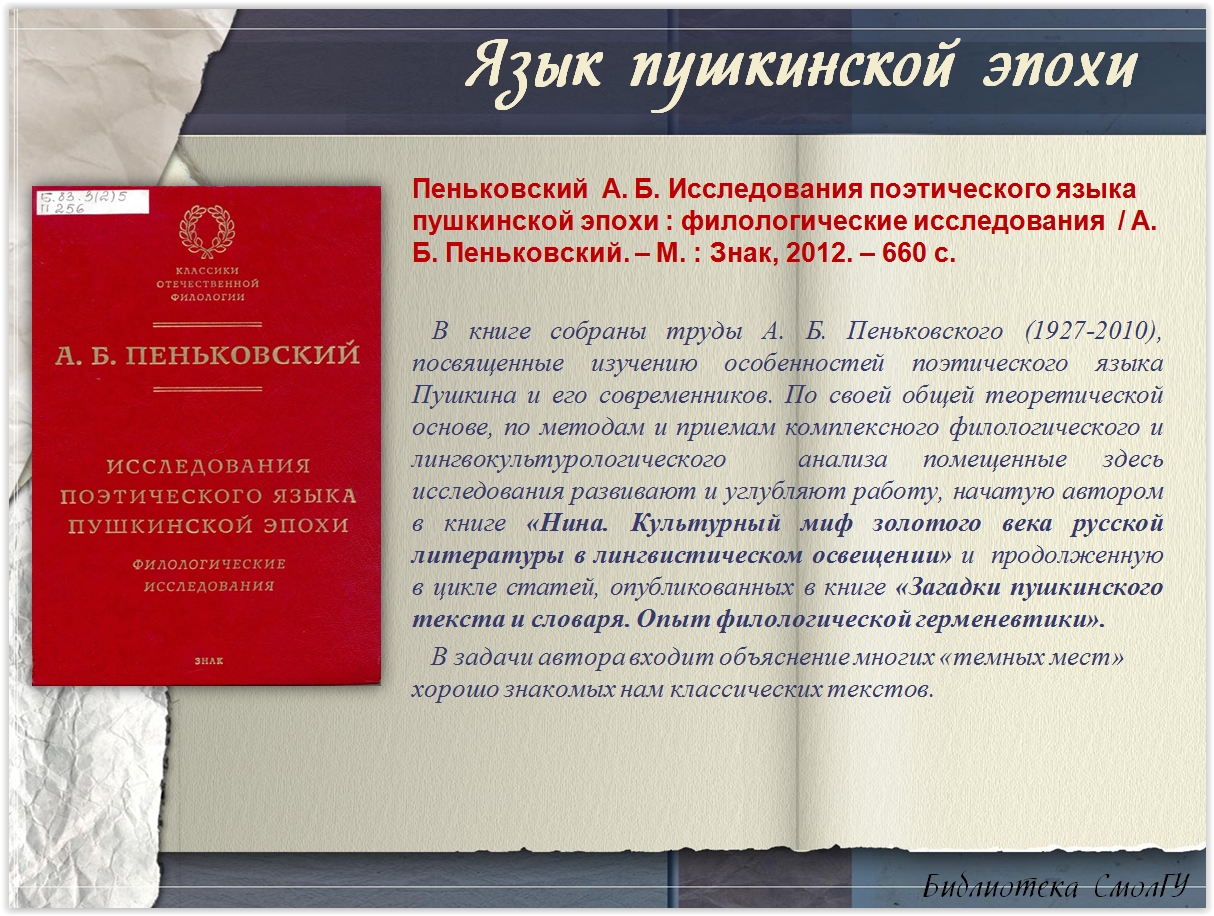 Язык пушкинской эпохи
Б.83.3(2)5
П 256
КЛАССИКИ
ОТЕЧЕСТВЕННОЙ
ФИЛОЛОГИИ
А. Б. ПЕНЬКОВСКИЙ
ИССЛЕДОВАНИЯ
ПОЭТИЧЕСКОГО ЯЗЫКА
ПУШКИНСКОЙ ЭПОХИ
ФИЛОЛОГИЧЕСКИЕ
ИССЛЕДОВАНИЯ
ЗНАК
Пеньковский А. Б. Исследования поэтического языка
пушкинской эпохи : филологические исследования / А.
Б. Пеньковский. – М. : Знак, 2012. – 660 с.
В книге собраны труды А. Б. Пеньковского (1927-2010),
посвященные изучению особенностей поэтического языка
Пушкина и его современников. По своей общей теоретической
основе, по методам и приемам комплексного филологического и
лингвокультурологического анализа помещенные здесь
исследования развивают и углубляют работу, начатую автором
в книге «Нина. Культурный миф золотого века русской
литературы в лингвистическом освещении» и продолженную
в цикле статей, опубликованных в книге «Загадки пушкинского
текста и словаря. Опыт филологической герменевтики».
В задачи автора входит объяснение многих «темных мест»
хорошо знакомых нам классических текстов.
Библиотека СмолГУ